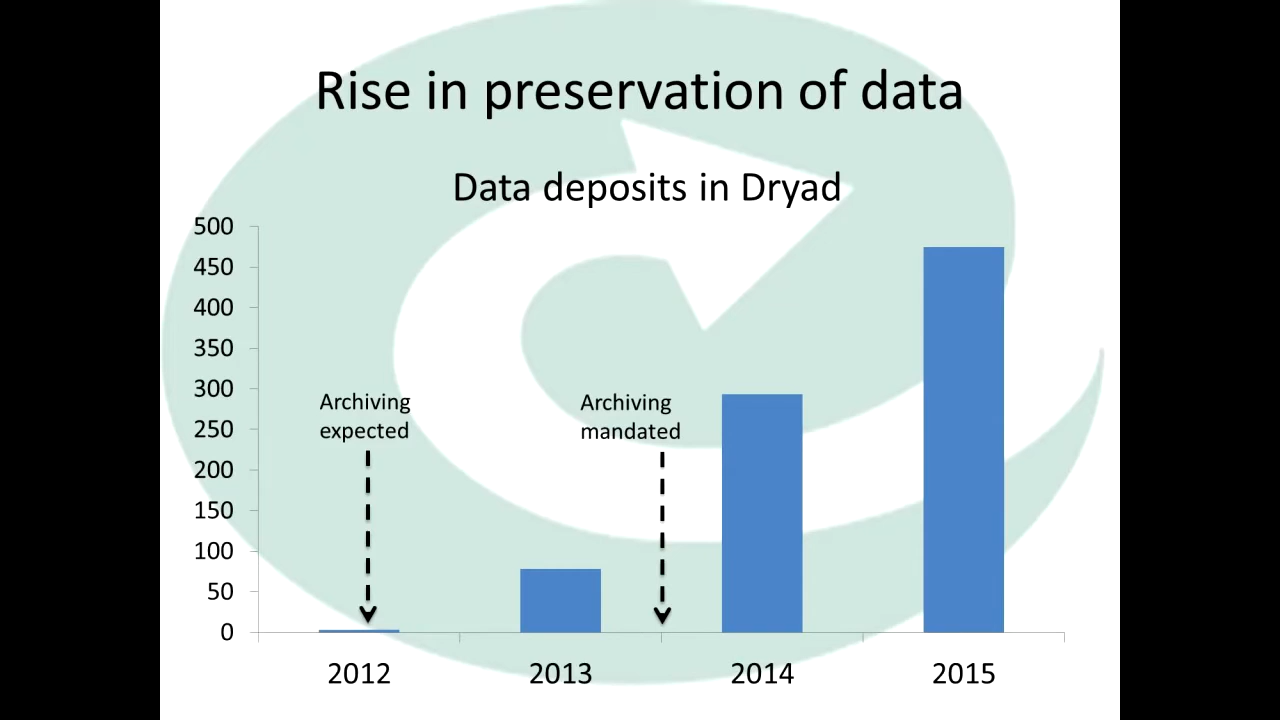 Rise in preservation of data
Data deposits in Dryad
500
450
400
350
300
250
200
150
100
50
0
Archiving
expected
Archiving
mandated
2012
2013
2014
2015